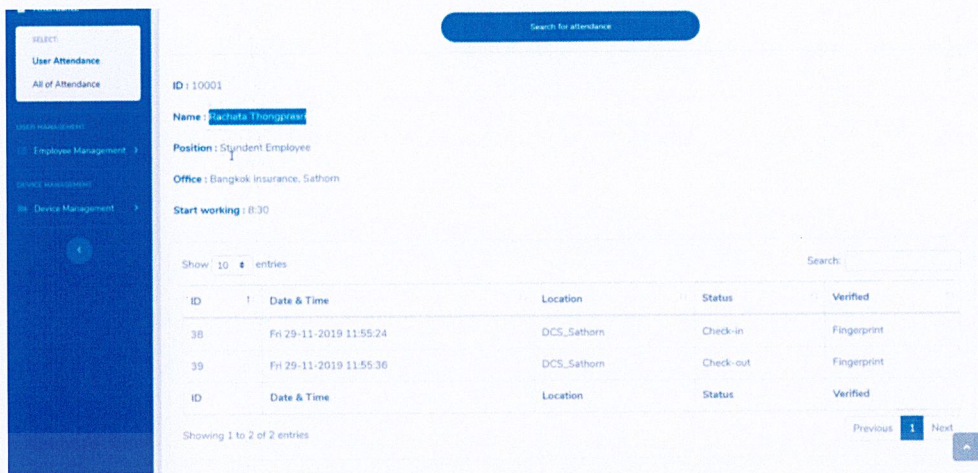 Attendance
SELECT:
User Attendance
All of Attendance
USER MANAGEMENT
Employee Management
DEVICE MANAGEMENT
Device Management
Search for attendance
ID : 10001
Name : Rachata Thongprasri
Position : Stundent Employee
Office : Bangkok Insurance, Sathorn
Start working : 8:30
Show 10 entries
Search:
ID Date & Time Location Status Verified
38 Fri 29-11-2019 11:55:24 DCS_Sathorn Check-in Fingerprint
39 Fri 29-11-2019 11:55:36 DCS_Sathorn Check-out Fingerprint
ID Date & Time Location Status Verified
Showing 1 to 2 of 2 entries
Previous 1 Next